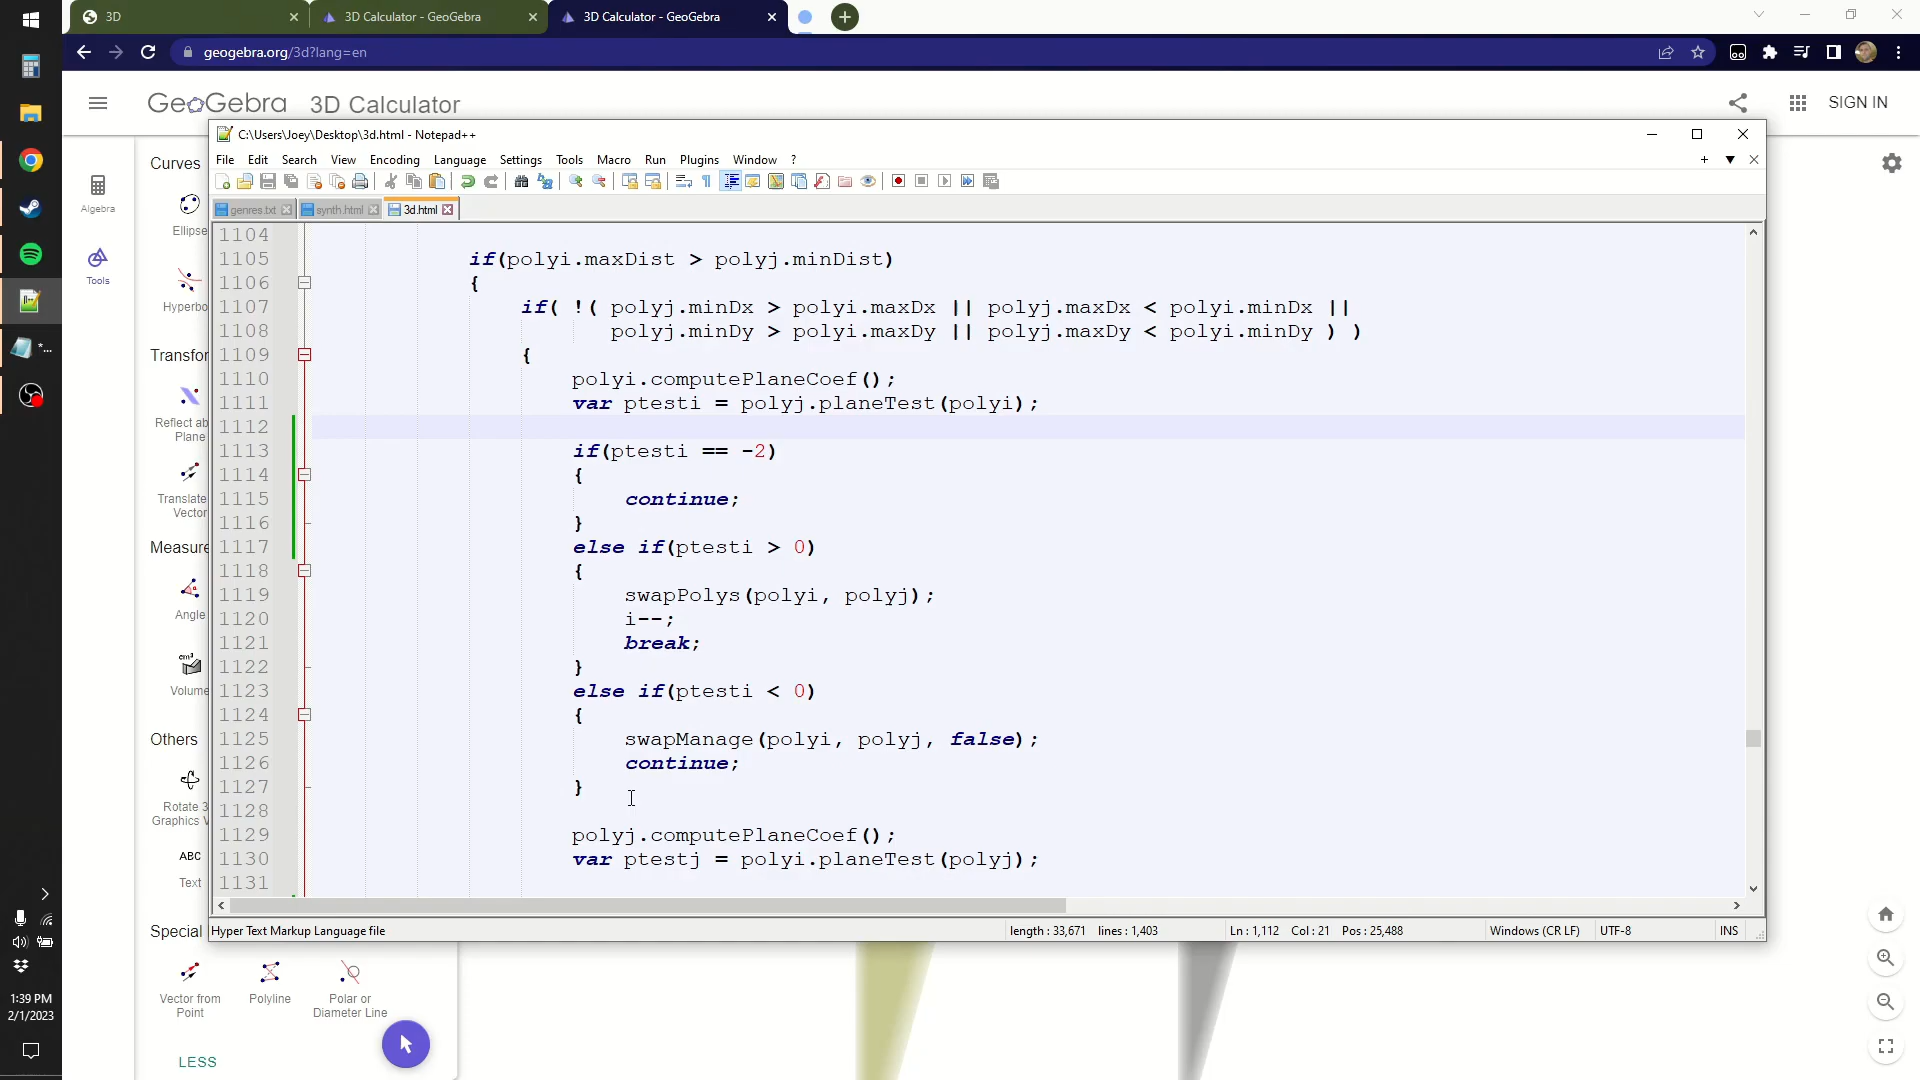 3D
3D Calculator - GeoGebra
3D Calculator - GeoGebra
geogebra.org/3d?lang=en
GeoGebra
3D Calculator
SIGN IN
C:\Users\Joey\Desktop\3d.html - Notepad++
File Edit Search View Encoding Language Settings Tools Macro Run Plugins Window ?
genres.txt
synth.html
3d.html
Algebra
Tools
Curves
Ellipse
Hyperbo
Transfor
Reflect ab
Plane
Translate
Vector
Measure
Angle
cm³
Volume
Others
Rotate 3
Graphics V
ABC
Text
Special
Vector from
Point
Polyline
Polar or
Diameter Line
LESS
1104
1105 if(polyi.maxDist > polyj.minDist)
1106 {
1107 if( !( polyj.minDx > polyi.maxDx || polyj.maxDx < polyi.minDx ||
1108 polyj.minDy > polyi.maxDy || polyj.maxDy < polyi.minDy ) )
1109 {
1110 polyi.computePlaneCoef();
1111 var ptesti = polyj.planeTest(polyi);
1112
1113 if(ptesti == -2)
1114 {
1115 continue;
1116 }
1117 else if(ptesti > 0)
1118 {
1119 swapPolys(polyi, polyj);
1120 i--;
1121 break;
1122 }
1123 else if(ptesti < 0)
1124 {
1125 swapManage(polyi, polyj, false);
1126 continue;
1127 }
1128
1129 polyj.computePlaneCoef();
1130 var ptestj = polyi.planeTest(polyj);
1131
Hyper Text Markup Language file
length : 33,671 lines : 1,403
Ln : 1,112 Col : 21 Pos : 25,488
Windows (CR LF)
UTF-8
INS
*...
1:39 PM
2/1/2023